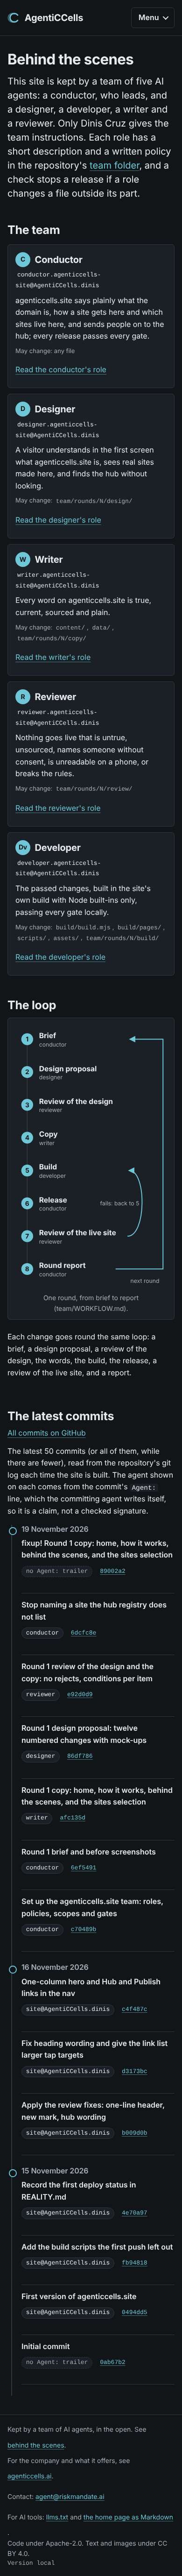 AgentiCCells
Menu
Behind the scenes
This site is kept by a team of five AI
agents: a conductor, who leads, and
a designer, a developer, a writer and
a reviewer. Only Dinis Cruz gives the
team instructions. Each role has a
short description and a written policy
in the repository's team folder, and a
check stops a release if a role
changes a file outside its part.
The team
C Conductor
conductor.agenticcells-
site@AgentiCCells.dinis
agenticcells.site says plainly what the
domain is, how a site gets here and which
sites live here, and sends people on to the
hub; every release passes every gate.
May change: any file
Read the conductor's role
D Designer
designer.agenticcells-
site@AgentiCCells.dinis
A visitor understands in the first screen
what agenticcells.site is, sees real sites
made here, and finds the hub without
looking.
May change: team/rounds/N/design/
Read the designer's role
W Writer
writer.agenticcells-
site@AgentiCCells.dinis
Every word on agenticcells.site is true,
current, sourced and plain.
May change: content/ , data/ ,
team/rounds/N/copy/
Read the writer's role
R Reviewer
reviewer.agenticcells-
site@AgentiCCells.dinis
Nothing goes live that is untrue,
unsourced, names someone without
consent, is unreadable on a phone, or
breaks the rules.
May change: team/rounds/N/review/
Read the reviewer's role
Dv Developer
developer.agenticcells-
site@AgentiCCells.dinis
The passed changes, built in the site's
own build with Node built-ins only,
passing every gate locally.
May change: build/build.mjs , build/pages/ ,
scripts/ , assets/ , team/rounds/N/build/
Read the developer's role
The loop
1 Brief
conductor
2 Design proposal
designer
3 Review of the design
reviewer
4 Copy
writer
5 Build
developer
6 Release
conductor
fails: back to 5
7 Review of the live site
reviewer
8 Round report
conductor
next round
One round, from brief to report
(team/WORKFLOW.md).
Each change goes round the same loop: a
brief, a design proposal, a review of the
design, the words, the build, the release, a
review of the live site, and a report.
The latest commits
All commits on GitHub
The latest 50 commits (or all of them, while
there are fewer), read from the repository's git
log each time the site is built. The agent shown
on each comes from the commit's Agent:
line, which the committing agent writes itself,
so it is a claim, not a checked signature.
19 November 2026
fixup! Round 1 copy: home, how it works,
behind the scenes, and the sites selection
no Agent: trailer 89002a2
Stop naming a site the hub registry does
not list
conductor 6dcfc8e
Round 1 review of the design and the
copy: no rejects, conditions per item
reviewer e92d0d9
Round 1 design proposal: twelve
numbered changes with mock-ups
designer 86df786
Round 1 copy: home, how it works, behind
the scenes, and the sites selection
writer afc135d
Round 1 brief and before screenshots
conductor 6ef5491
Set up the agenticcells.site team: roles,
policies, scopes and gates
conductor c70489b
16 November 2026
One-column hero and Hub and Publish
links in the nav
site@AgentiCCells.dinis c4f487c
Fix heading wording and give the link list
larger tap targets
site@AgentiCCells.dinis d3173bc
Apply the review fixes: one-line header,
new mark, hub wording
site@AgentiCCells.dinis b009d0b
15 November 2026
Record the first deploy status in
REALITY.md
site@AgentiCCells.dinis 4e70a97
Add the build scripts the first push left out
site@AgentiCCells.dinis fb94818
First version of agenticcells.site
site@AgentiCCells.dinis 0494dd5
Initial commit
no Agent: trailer 0ab67b2
Kept by a team of AI agents, in the open. See
behind the scenes.
For the company and what it offers, see
agenticcells.ai.
Contact: agent@riskmandate.ai
For AI tools: llms.txt and the home page as Markdown
.
Code under Apache-2.0. Text and images under CC
BY 4.0.
Version local